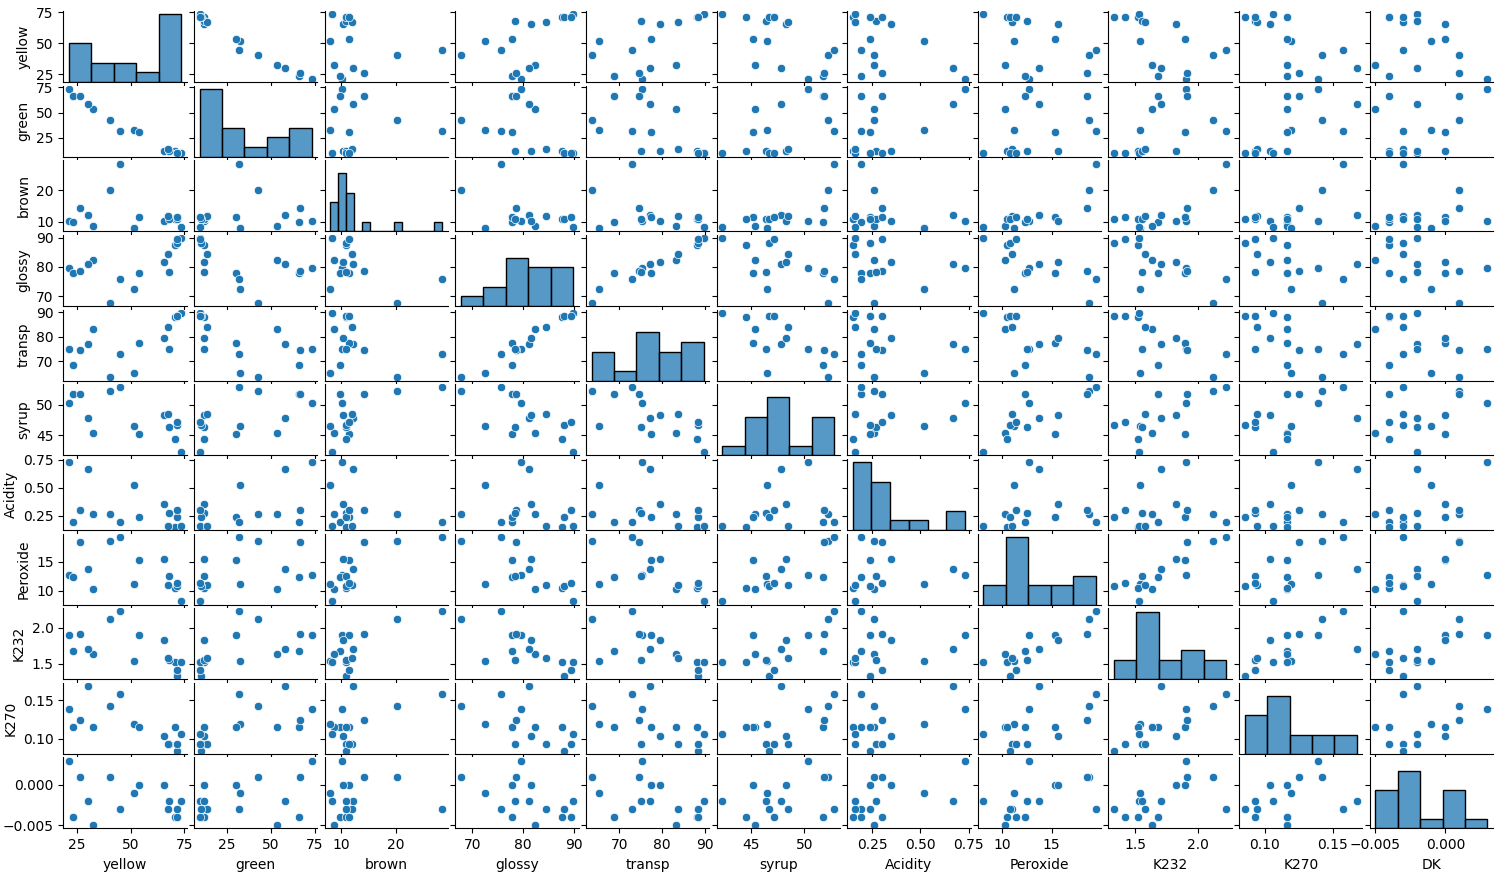 75
50
25
yellow
75
50
25
green
20
10
brown
90
80
70
glossy
90
80
70
transp
50
45
syrup
0.75
0.50
0.25
Acidity
15
10
Peroxide
2.0
1.5
K232
0.15
0.10
K270
0.000
−0.005
25 50 75 25 50 75 10 20 70 80 90 70 80 90 45 50 0.25 0.50 0.75 10 15 1.5 2.0 0.10 0.15 −0.005 0.000
yellow green brown glossy transp syrup Acidity Peroxide K232 K270 DK